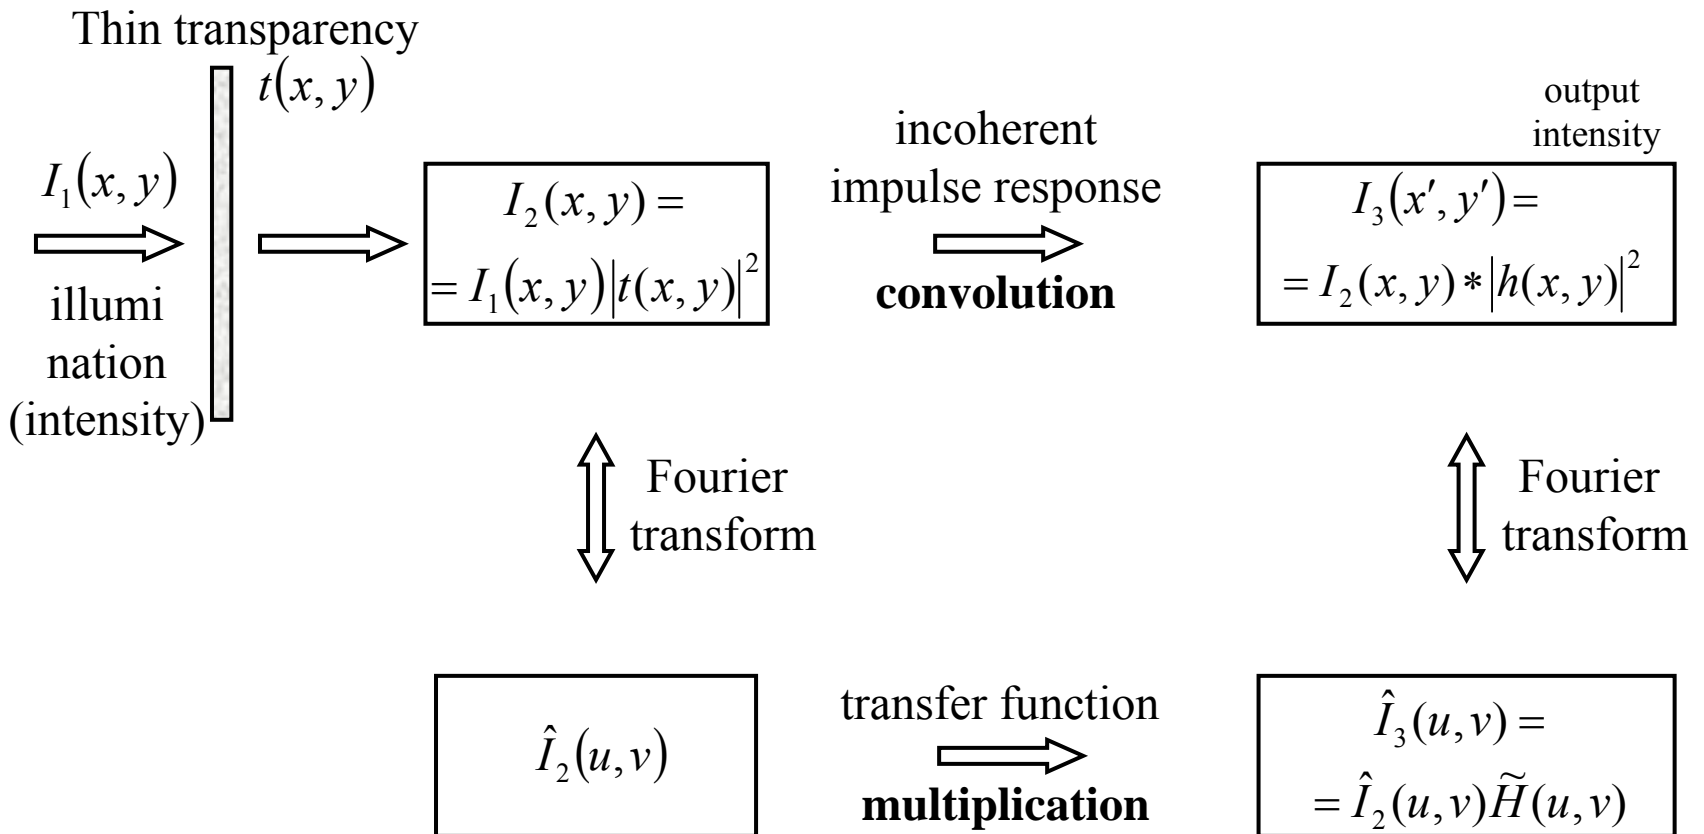 Thin transparency
t(x, y)
I₁(x, y)
illumi
nation
(intensity)
I₂(x, y) =
= I₁(x, y)|t(x, y)|²
incoherent
impulse response
convolution
output
intensity
I₃(x′, y′) =
= I₂(x, y) * |h(x, y)|²
Fourier
transform
Fourier
transform
Î₂(u, v)
transfer function
multiplication
Î₃(u, v) =
= Î₂(u, v)H̃(u, v)